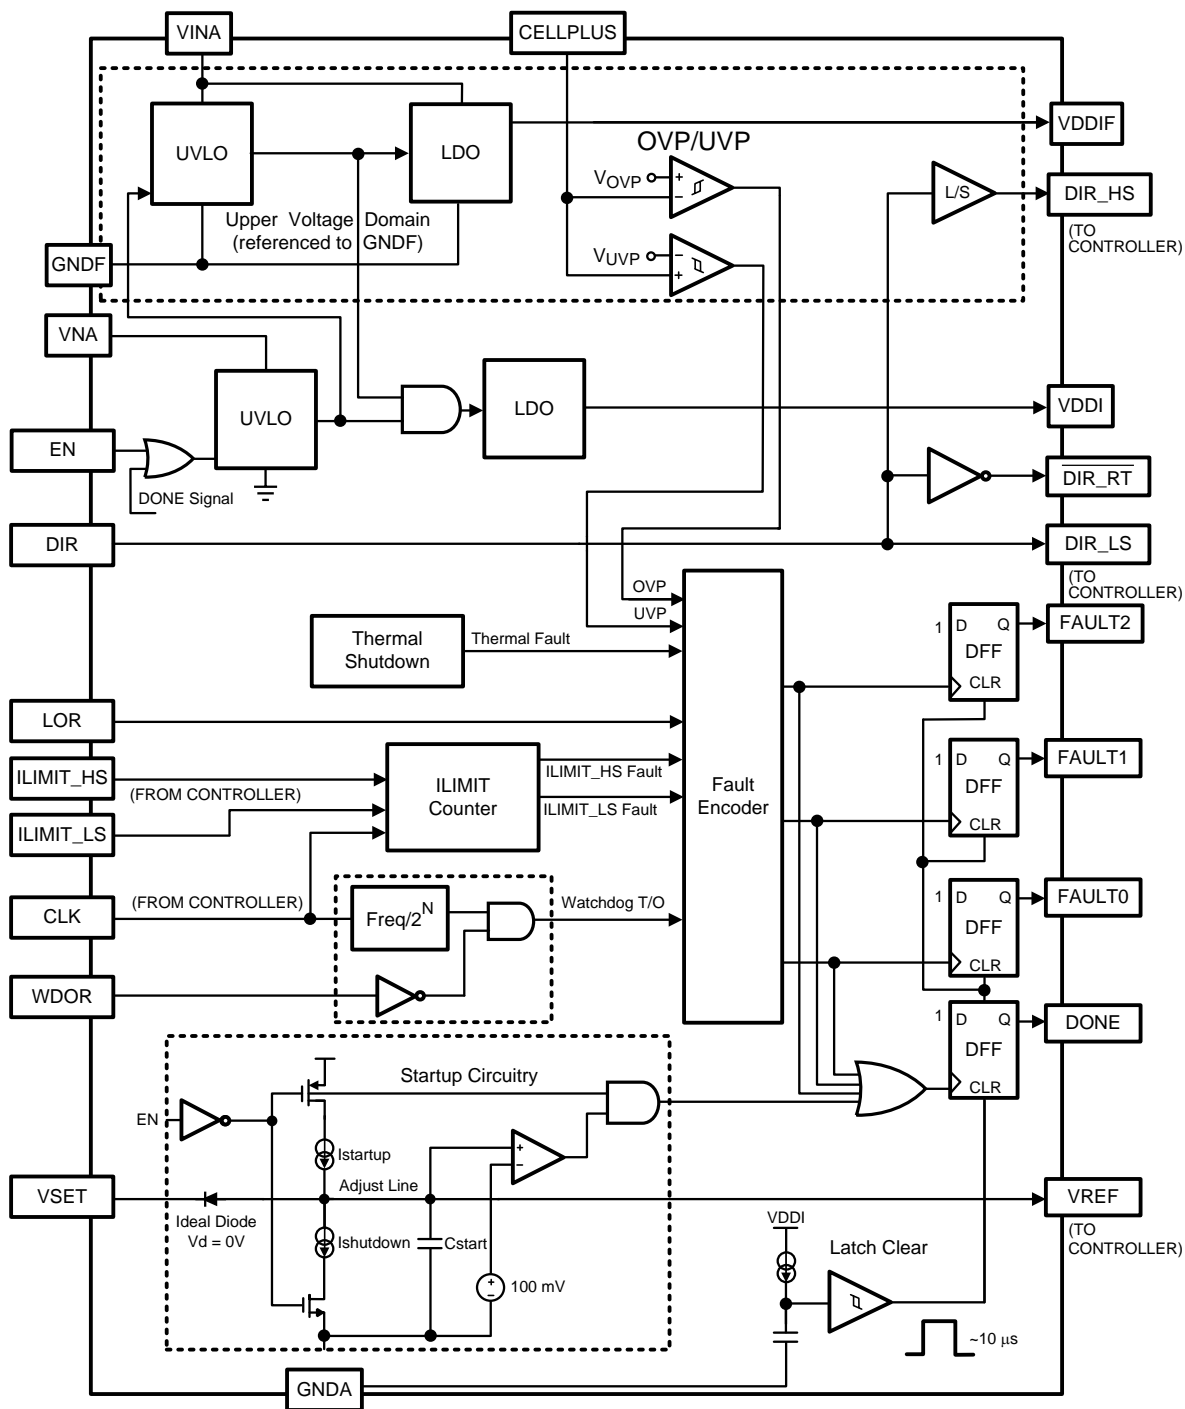 VINA
CELLPLUS
UVLO
LDO
OVP/UVP
VOVP
+
−
VUVP
−
+
L/S
VDDIF
DIR_HS
(TO
CONTROLLER)
Upper Voltage Domain
(referenced to GNDF)
GNDF
VNA
UVLO
LDO
VDDI
EN
DONE Signal
DIR_RT
DIR
DIR_LS
(TO
CONTROLLER)
OVP
UVP
Thermal
Shutdown
Thermal Fault
1 D Q
DFF
CLR
FAULT2
LOR
ILIMIT_HS
(FROM CONTROLLER)
ILIMIT
Counter
ILIMIT_HS Fault
ILIMIT_LS Fault
Fault
Encoder
1 D Q
DFF
CLR
FAULT1
ILIMIT_LS
CLK
(FROM CONTROLLER)
Freq/2N
Watchdog T/O
1 D Q
DFF
CLR
FAULT0
WDOR
1 D Q
DFF
CLR
DONE
Startup Circuitry
EN
Istartup
+
−
VSET
Adjust Line
VREF
(TO
CONTROLLER)
Ideal Diode
Vd = 0V
Ishutdown
Cstart
+
−
100 mV
VDDI
Latch Clear
~10 μs
GNDA